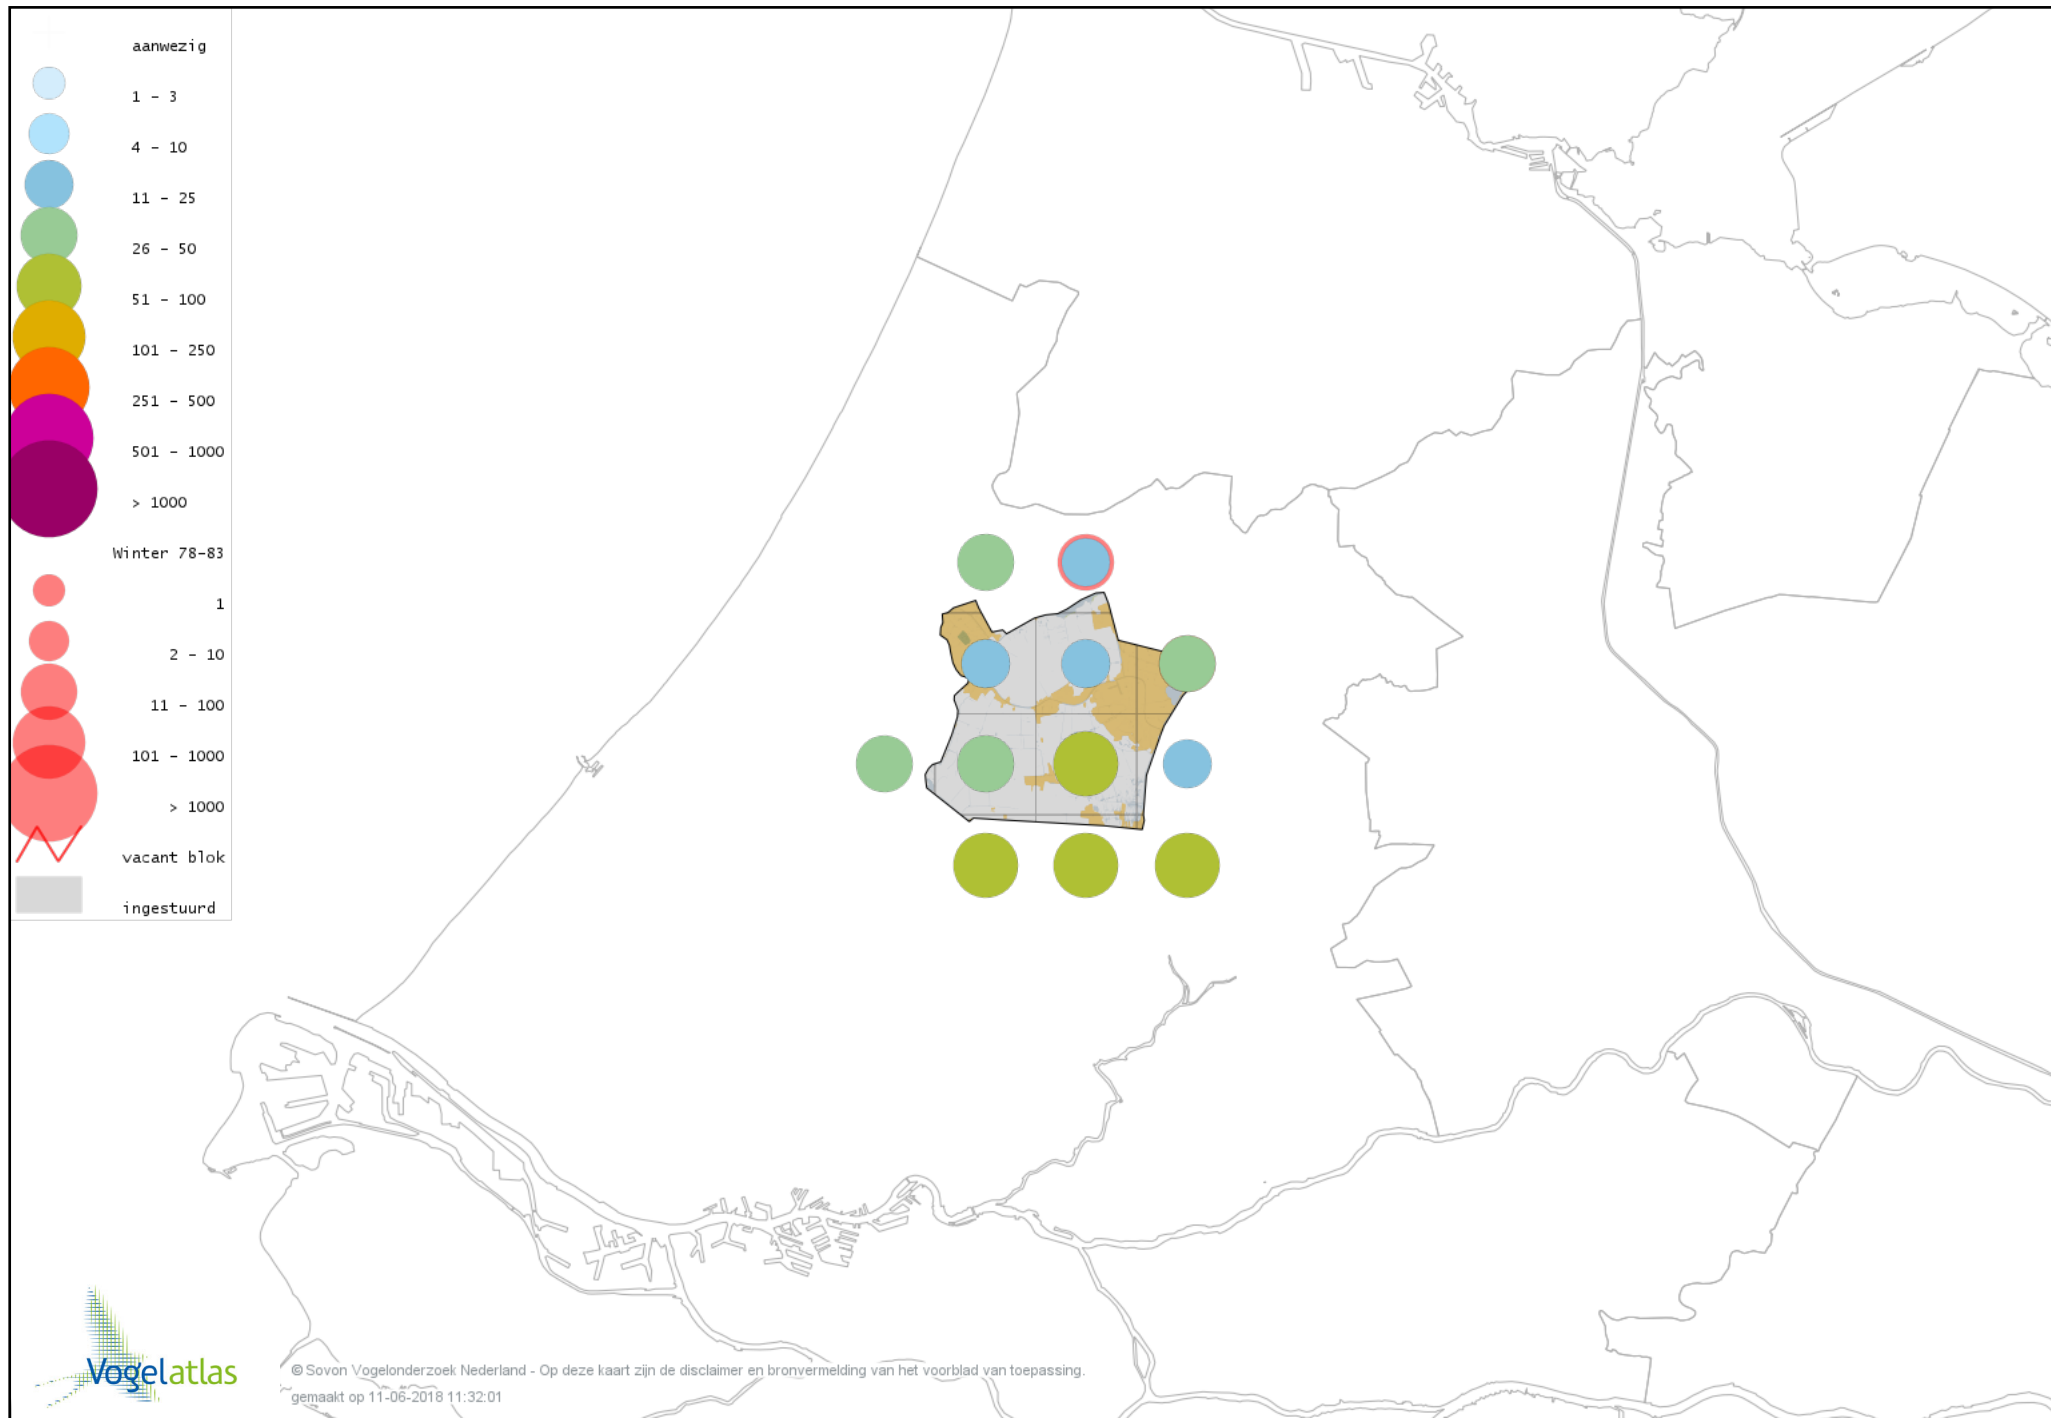 aanwezig
1 - 3
4 - 10
11 - 25
26 - 50
51 - 100
101 - 250
251 - 500
501 - 1000
> 1000
Winter 78-83
1
2 - 10
11 - 100
101 - 1000
> 1000
vacant blok
ingestuurd
Vogelatlas
© Sovon Vogelonderzoek Nederland - Op deze kaart zijn de disclaimer en bronvermelding van het voorblad van toepassing.
gemaakt op 11-06-2018 11:32:01